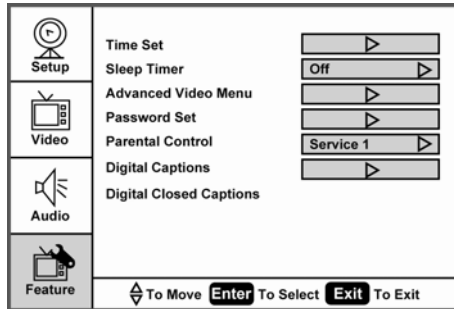 Setup
Video
Audio
Feature
Time Set
Sleep Timer Off
Advanced Video Menu
Password Set
Parental Control Service 1
Digital Captions
Digital Closed Captions
To Move Enter To Select Exit To Exit